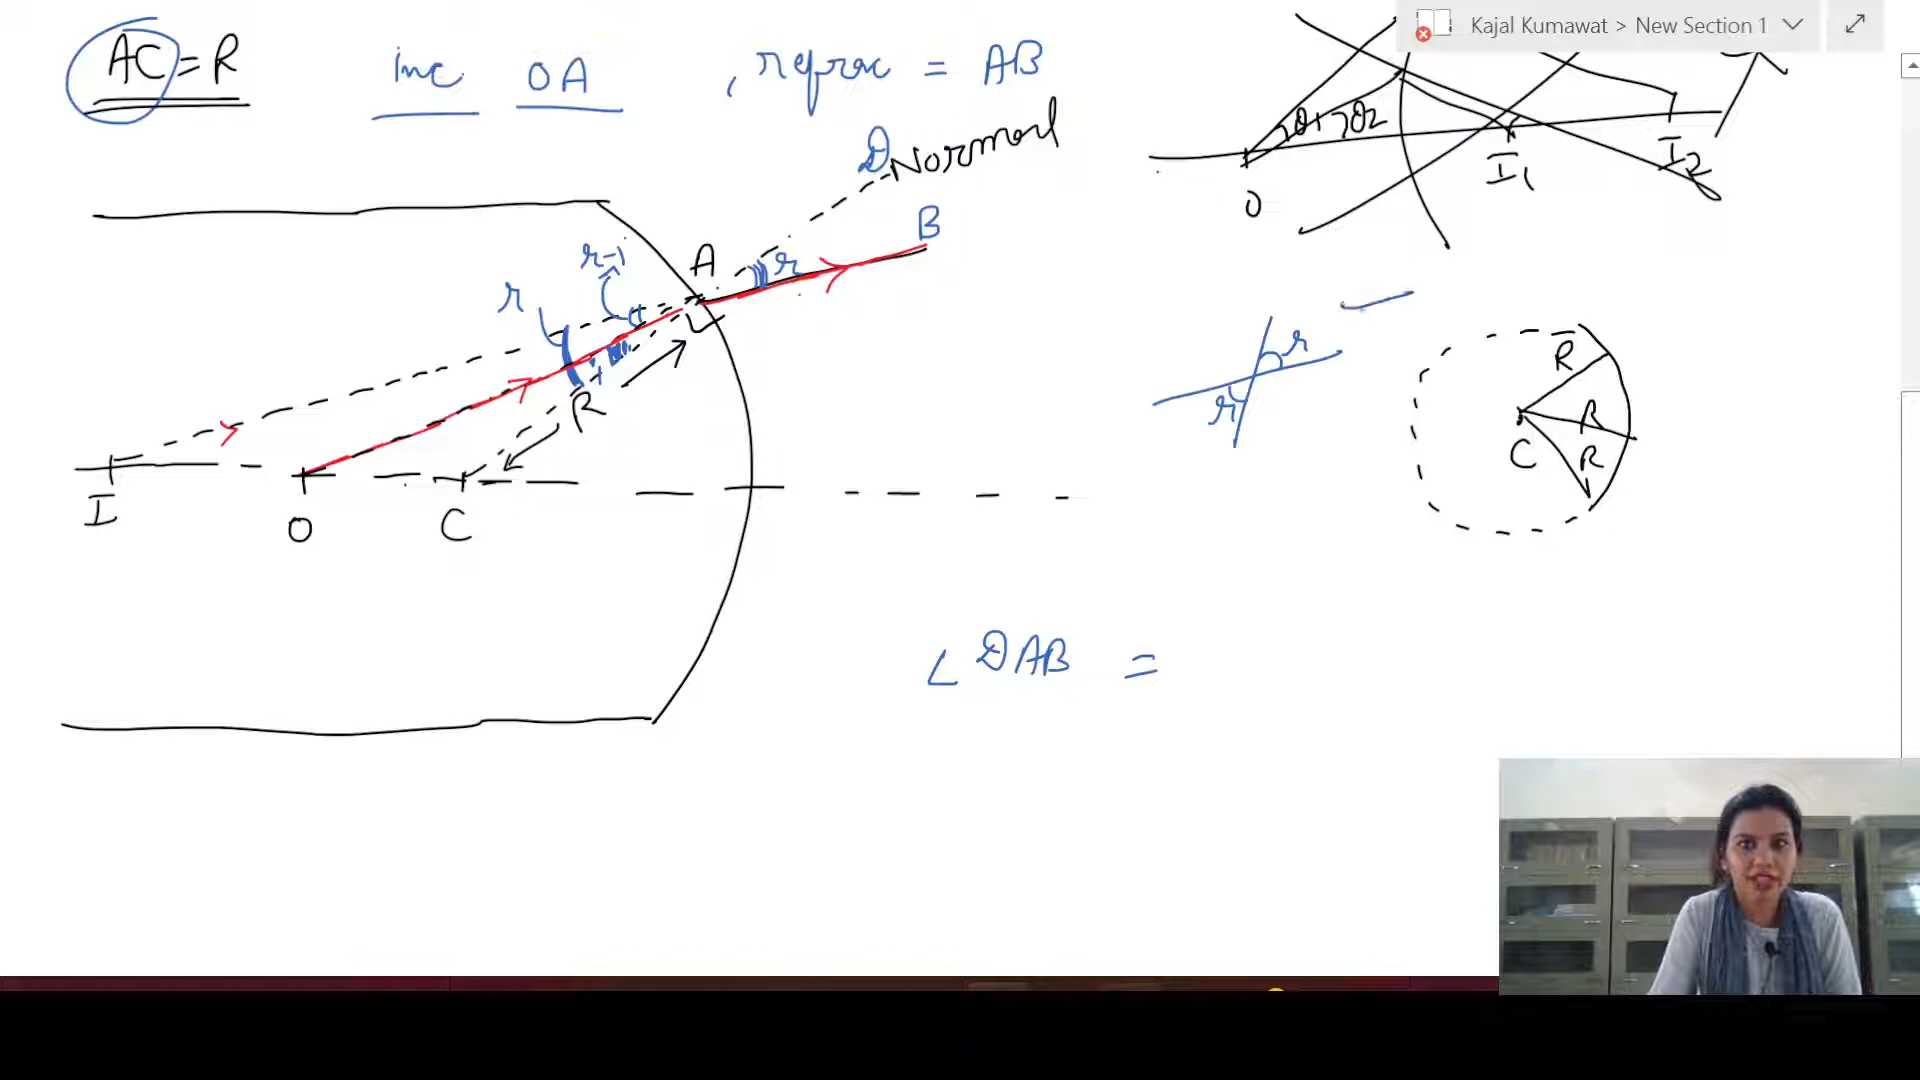 Kajal Kumawat > New Section 1
AC = R
inc OA , refrac = AB
D Normal
B
A
r
r-i
r
i
R
I
O
C
θ1 θ2
I1
I2
O
r
r
R
R
R
C
∠DAB =